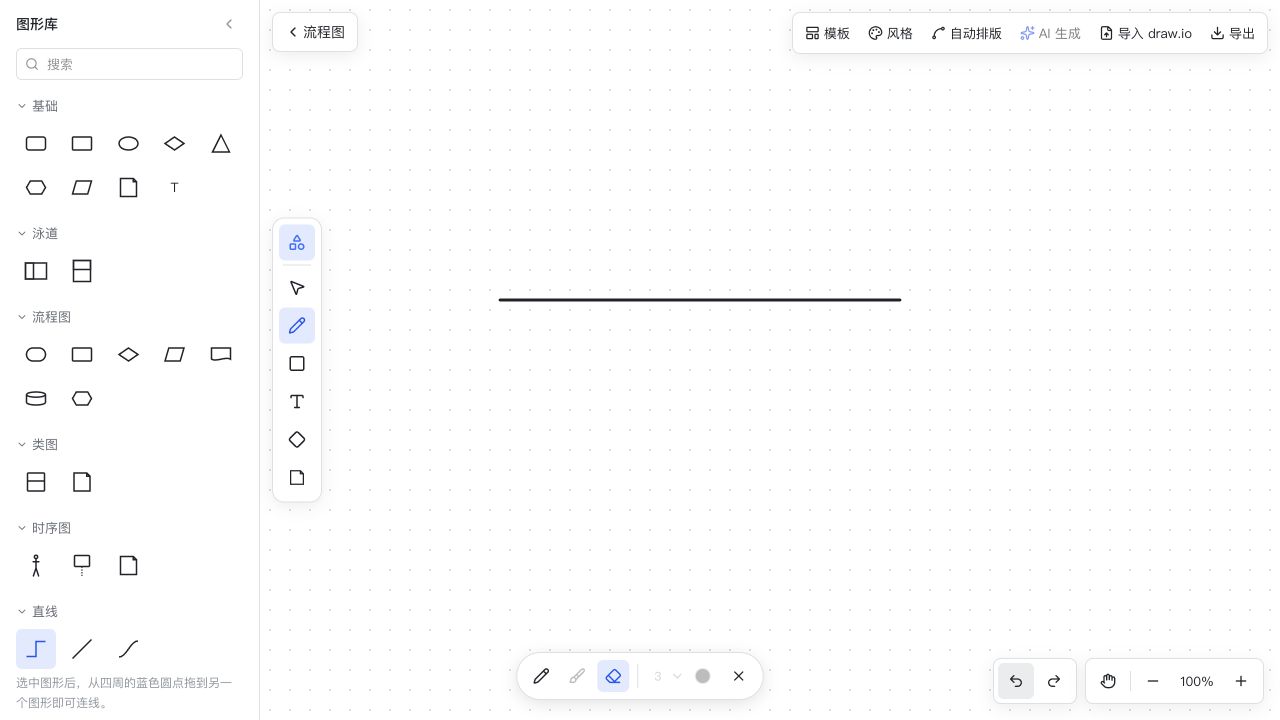 图形库
搜索
基础
T
泳道
流程图
类图
时序图
直线
选中图形后，从四周的蓝色圆点拖到另一
个图形即可连线。
流程图
模板 风格 自动排版 AI 生成 导入 draw.io 导出
3
100%